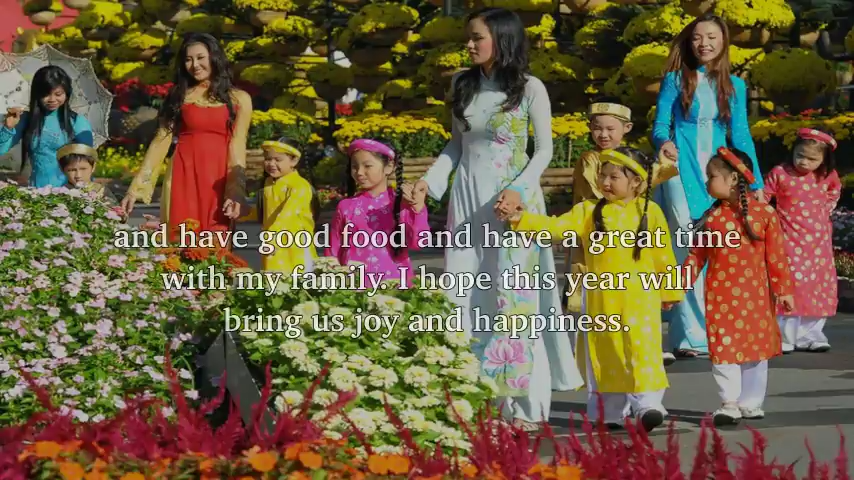 and have good food and have a great time
with my family. I hope this year will
bring us joy and happiness.